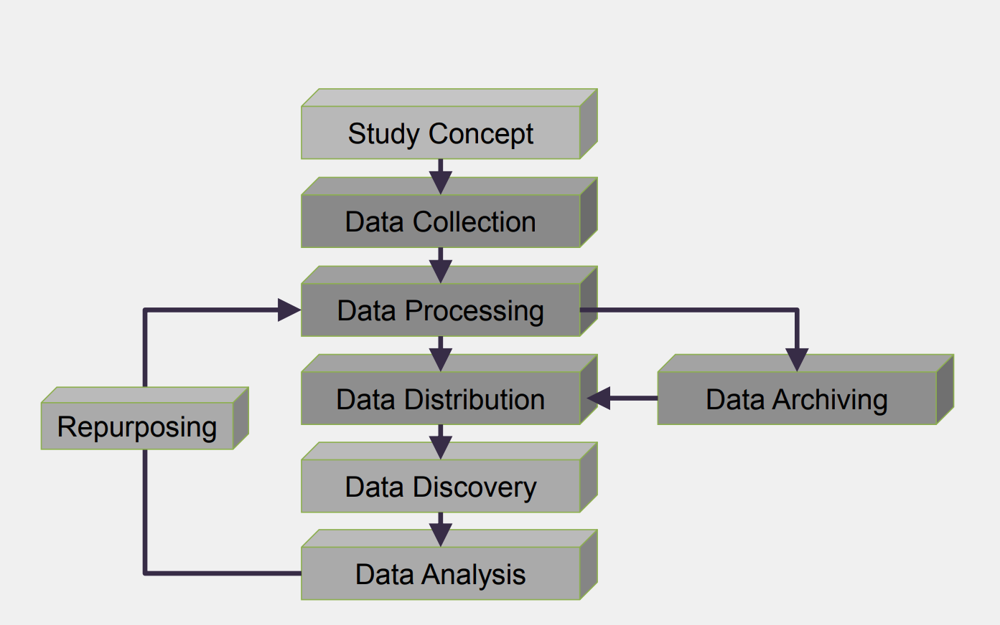 Study Concept
Data Collection
Data Processing
Data Distribution
Data Archiving
Repurposing
Data Discovery
Data Analysis